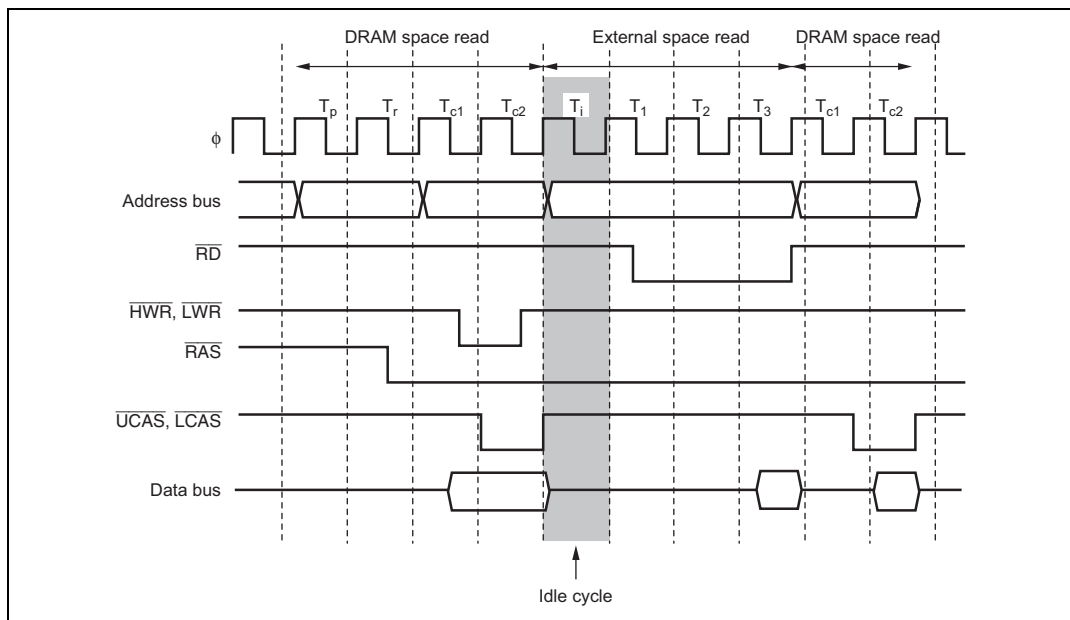 DRAM space read External space read DRAM space read
Tp Tr Tc1 Tc2 Ti T1 T2 T3 Tc1 Tc2
ϕ
Address bus
RD
HWR, LWR
RAS
UCAS, LCAS
Data bus
Idle cycle